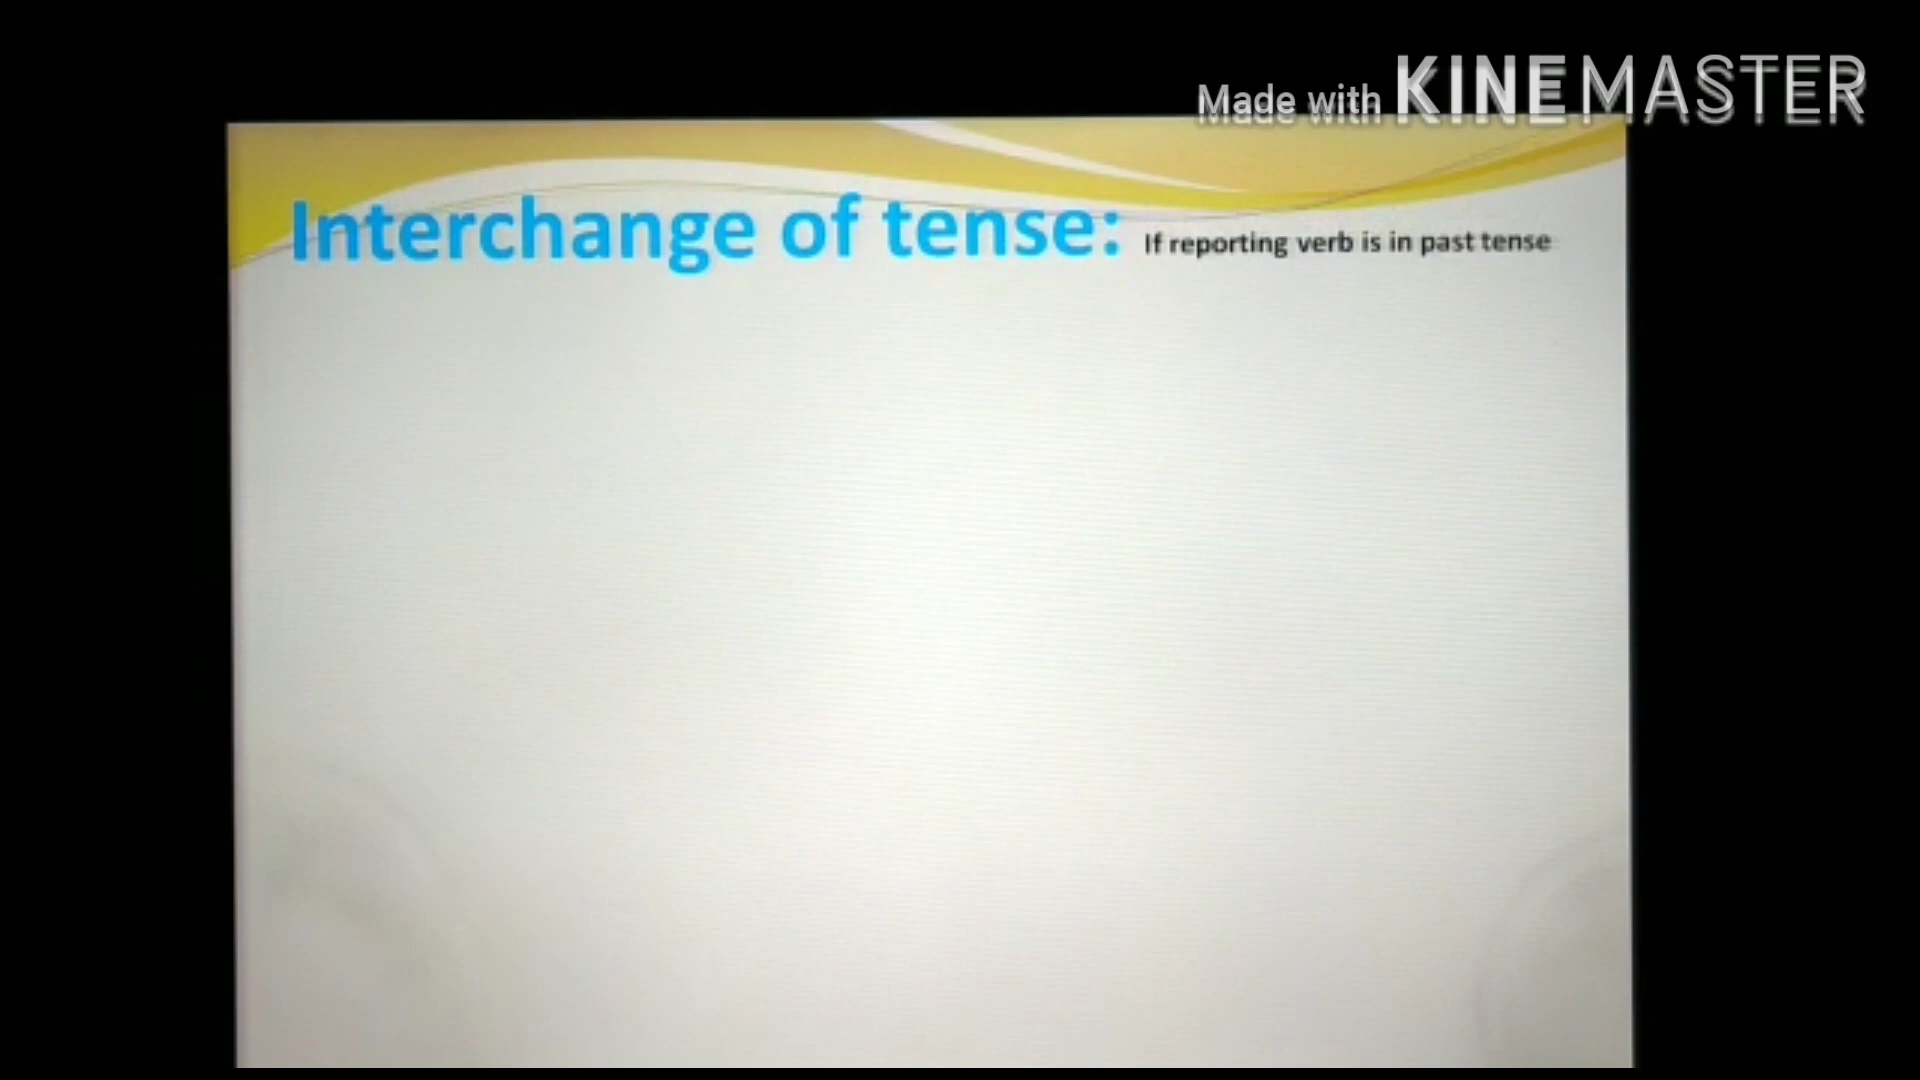 Made with KINEMASTER
Interchange of tense: If reporting verb is in past tense